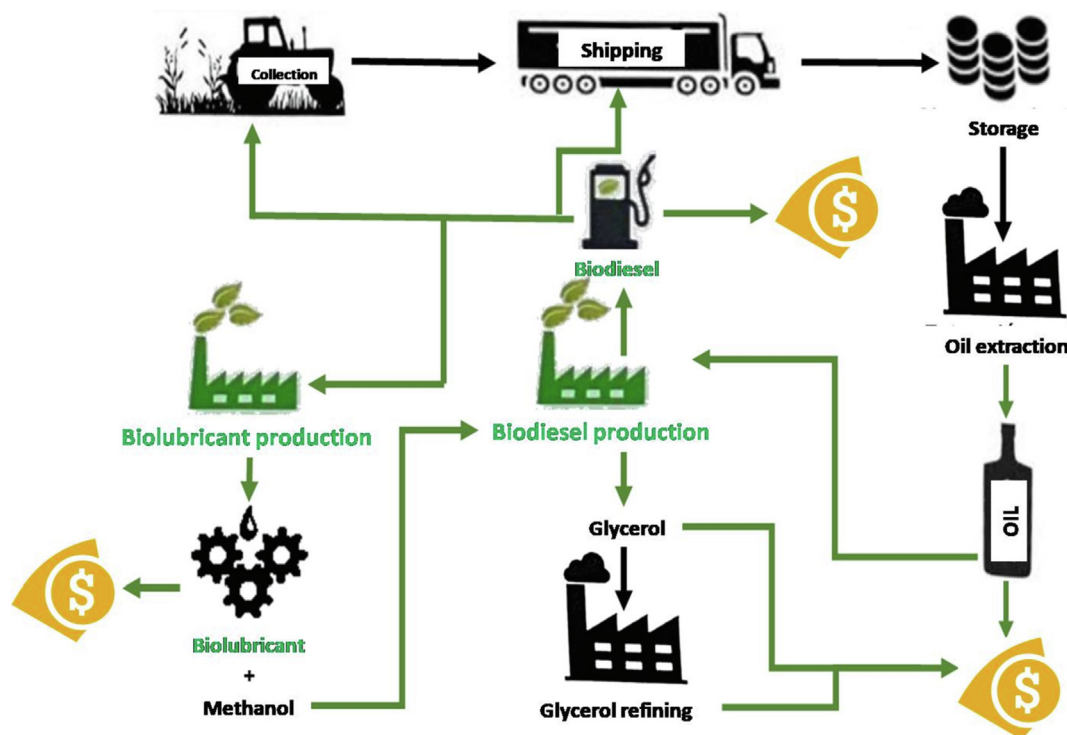 Collection
Shipping
Storage
$
Biodiesel
Oil extraction
Biolubricant production
Biodiesel production
OIL
Glycerol
$
Biolubricant
+
Methanol
Glycerol refining
$